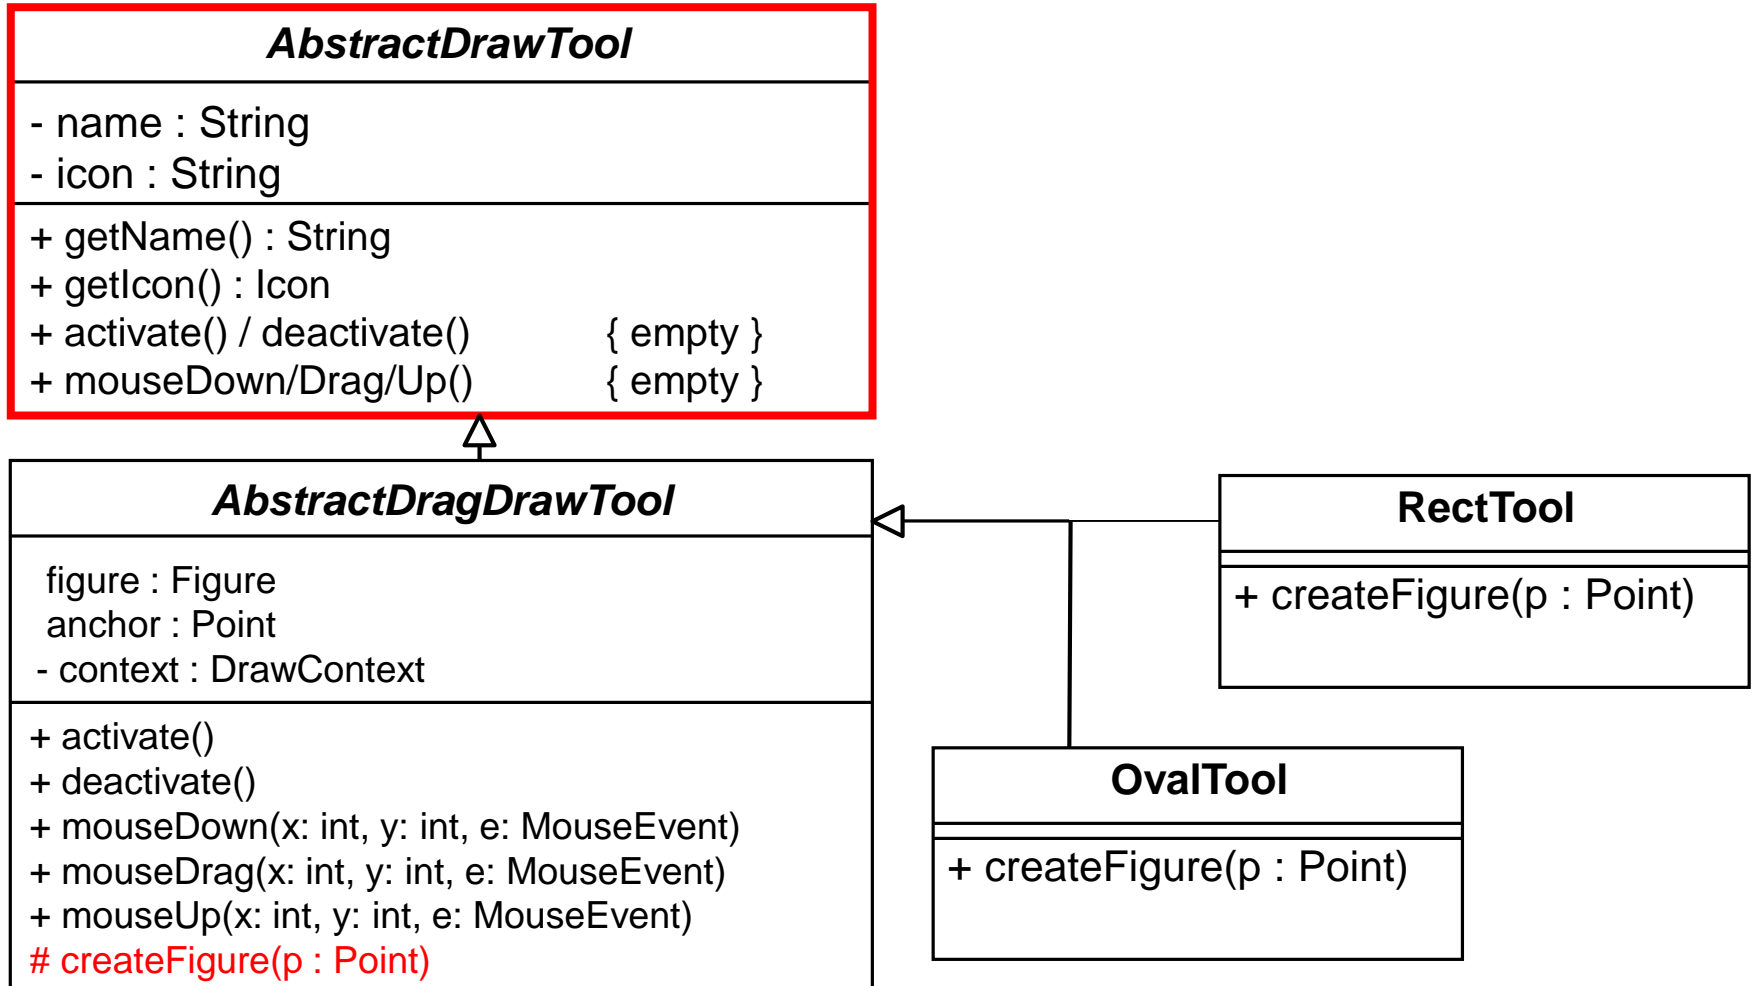 AbstractDrawTool
- name : String
- icon : String
+ getName() : String
+ getIcon() : Icon
+ activate() / deactivate() { empty }
+ mouseDown/Drag/Up() { empty }
AbstractDragDrawTool
figure : Figure
anchor : Point
- context : DrawContext
+ activate()
+ deactivate()
+ mouseDown(x: int, y: int, e: MouseEvent)
+ mouseDrag(x: int, y: int, e: MouseEvent)
+ mouseUp(x: int, y: int, e: MouseEvent)
# createFigure(p : Point)
RectTool
+ createFigure(p : Point)
OvalTool
+ createFigure(p : Point)